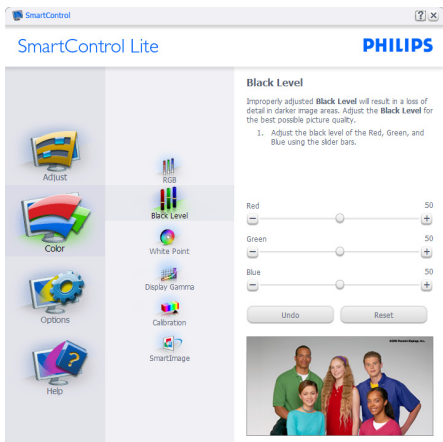 SmartControl
SmartControl Lite
PHILIPS
Adjust
Color
Options
Help
RGB
Black Level
White Point
Display Gamma
Calibration
SmartImage
Black Level
Improperly adjusted Black Level will result in a loss of
detail in darker image areas. Adjust the Black Level for
the best possible picture quality.
1. Adjust the black level of the Red, Green, and
Blue using the slider bars.
Red 50
Green 50
Blue 50
Undo Reset